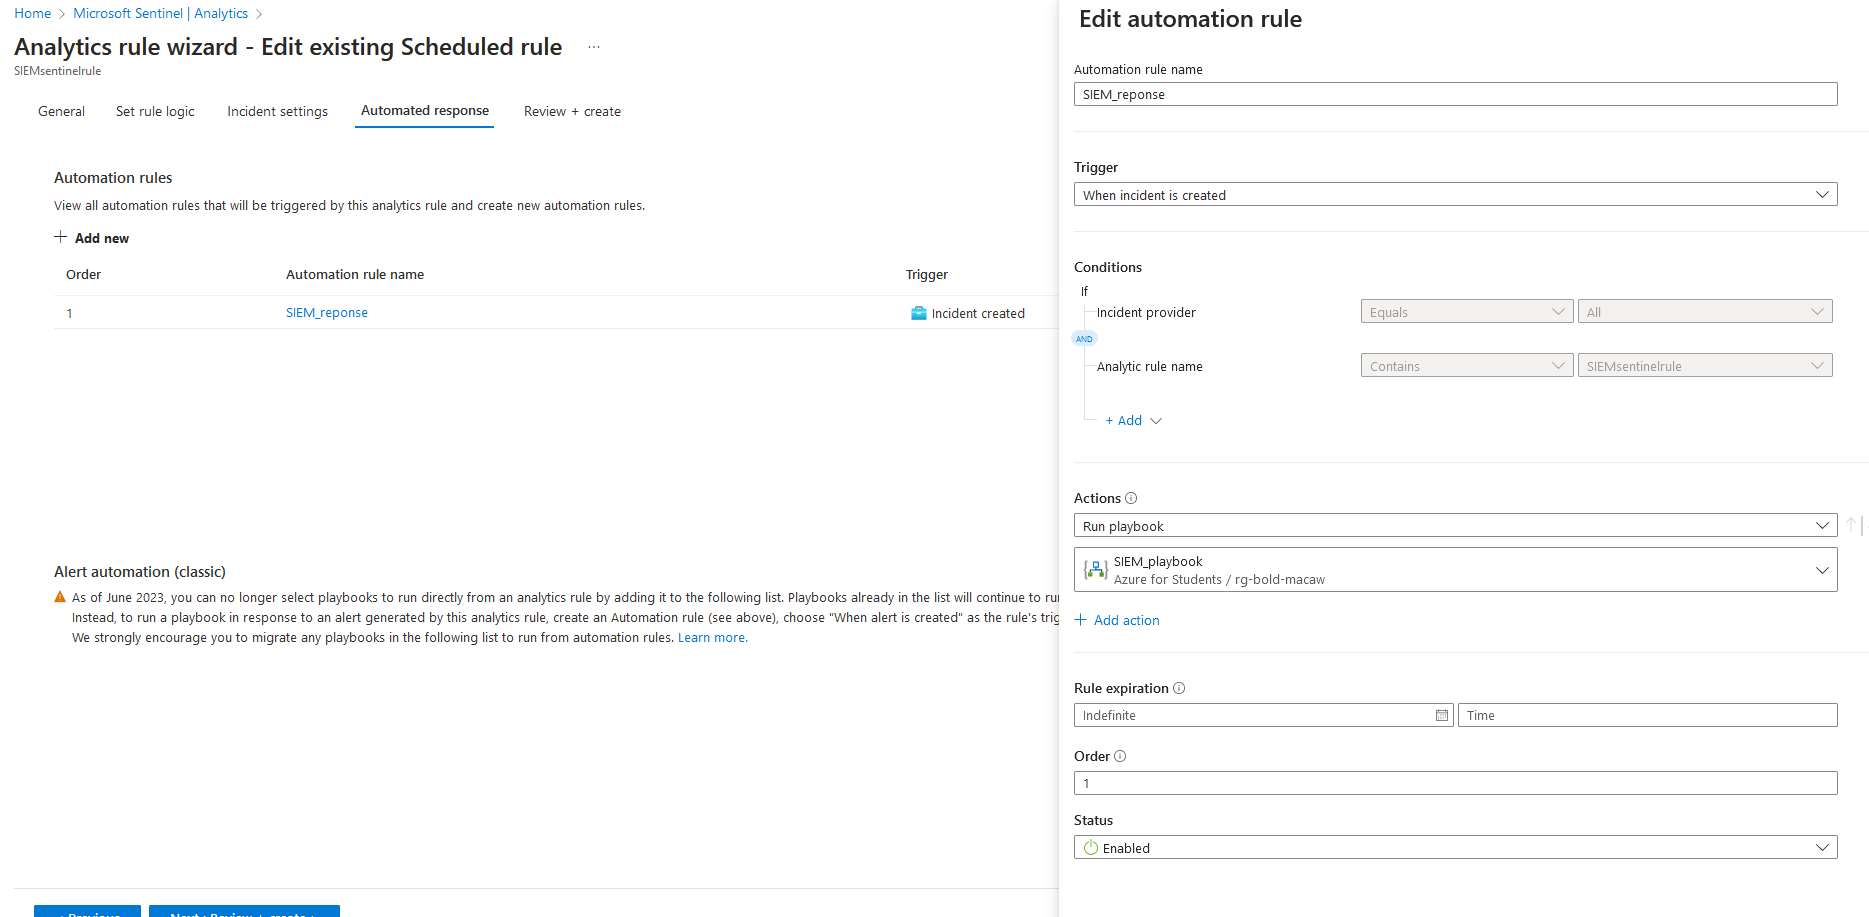 Home > Microsoft Sentinel | Analytics >
Analytics rule wizard - Edit existing Scheduled rule ...
SIEMsentinelrule
General Set rule logic Incident settings Automated response Review + create
Automation rules
View all automation rules that will be triggered by this analytics rule and create new automation rules.
+ Add new
Order Automation rule name Trigger
1 SIEM_reponse Incident created
Alert automation (classic)
As of June 2023, you can no longer select playbooks to run directly from an analytics rule by adding it to the following list. Playbooks already in the list will continue to
Instead, to run a playbook in response to an alert generated by this analytics rule, create an Automation rule (see above), choose "When alert is created" as the rule's
We strongly encourage you to migrate any playbooks in the following list to run from automation rules. Learn more.
Edit automation rule
Automation rule name
SIEM_reponse
Trigger
When incident is created
Conditions
If
Incident provider Equals All
AND
Analytic rule name Contains SIEMsentinelrule
+ Add
Actions
Run playbook
SIEM_playbook
Azure for Students / rg-bold-macaw
+ Add action
Rule expiration
Indefinite Time
Order
1
Status
Enabled